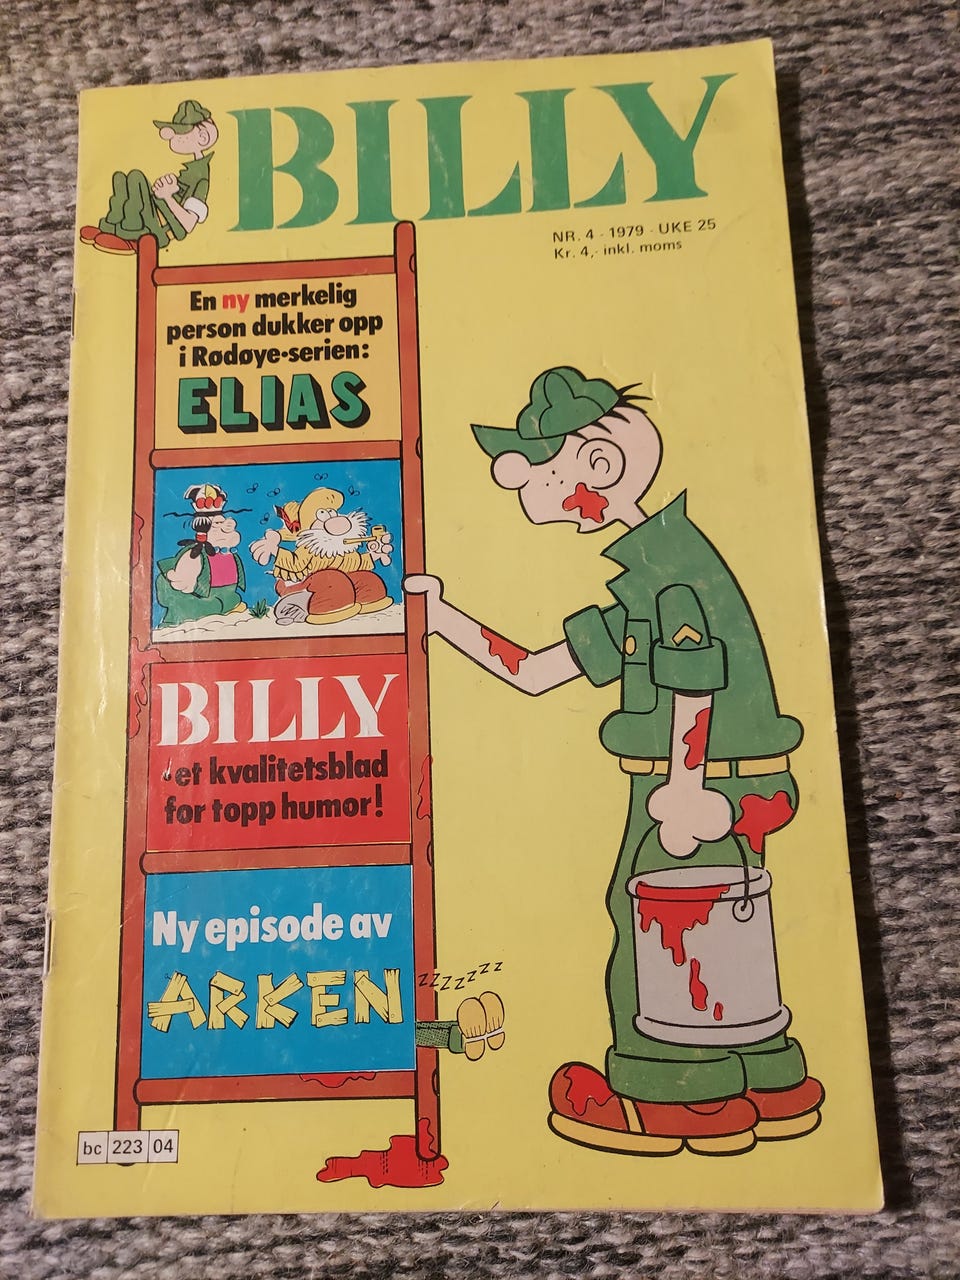 BILLY
NR. 4 - 1979 - UKE 25
Kr. 4,- inkl. moms
En ny merkelig
person dukker opp
i Rødøye-serien:
ELIAS
BILLY
-et kvalitetsblad
for topp humor!
Ny episode av
ARKEN
zzzzzzz
bc 223 04